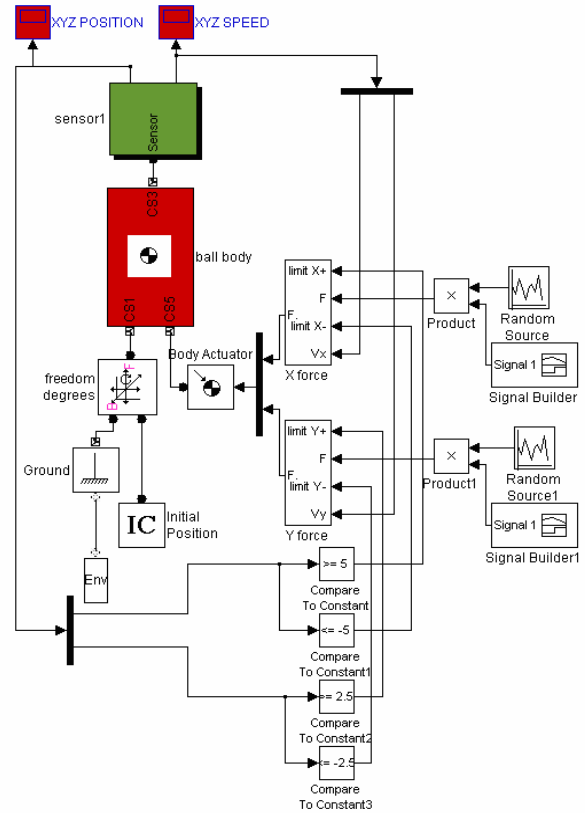 XYZ POSITION
XYZ SPEED
sensor1
Sensor
CS3
ball body
CS1
CS5
Body Actuator
freedom
degrees
F
B
Ground
IC
Initial
Position
Env
limit X+
F
F.
limit X-
Vx
X force
limit Y+
F
F.
limit Y-
Vy
Y force
×
Product
Random
Source
Signal 1
Signal Builder
×
Product1
Random
Source1
Signal 1
Signal Builder1
>= 5
Compare
To Constant
<= -5
Compare
To Constant1
>= 2.5
Compare
To Constant2
<= -2.5
Compare
To Constant3